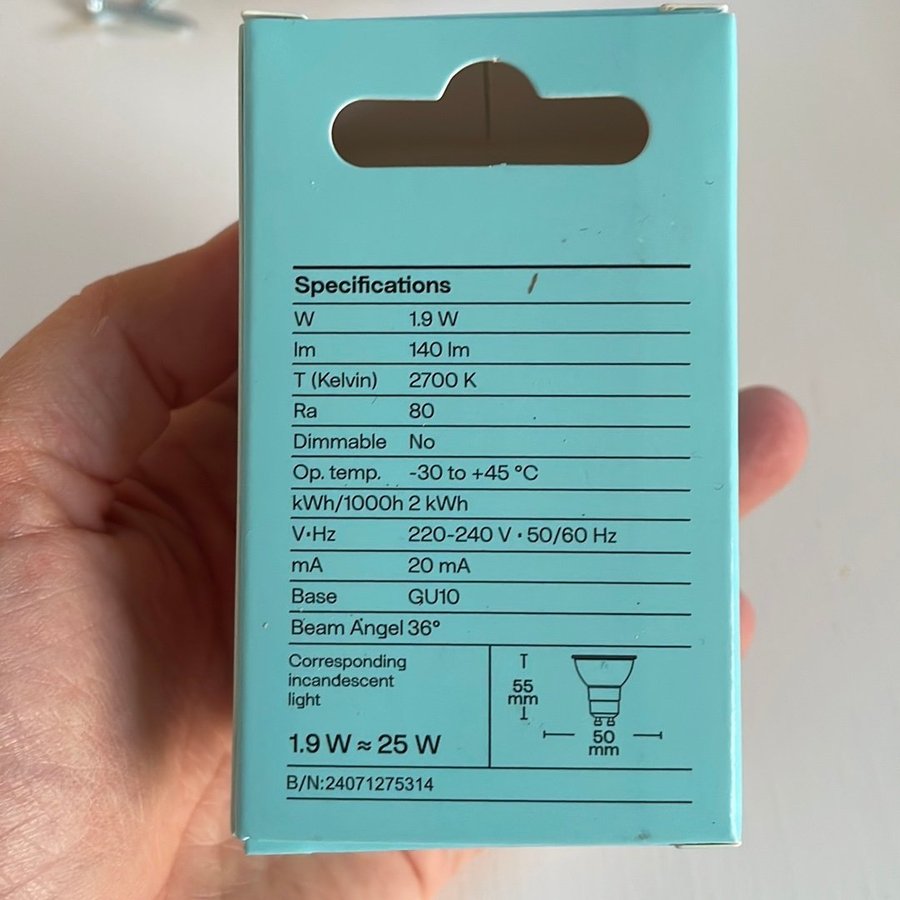 Specifications
W 1.9 W
lm 140 lm
T (Kelvin) 2700 K
Ra 80
Dimmable No
Op. temp. -30 to +45 °C
kWh/1000h 2 kWh
V·Hz 220-240 V · 50/60 Hz
mA 20 mA
Base GU10
Beam Angel 36°
Corresponding
incandescent
light
1.9 W ≈ 25 W
55
mm
50
mm
B/N:24071275314